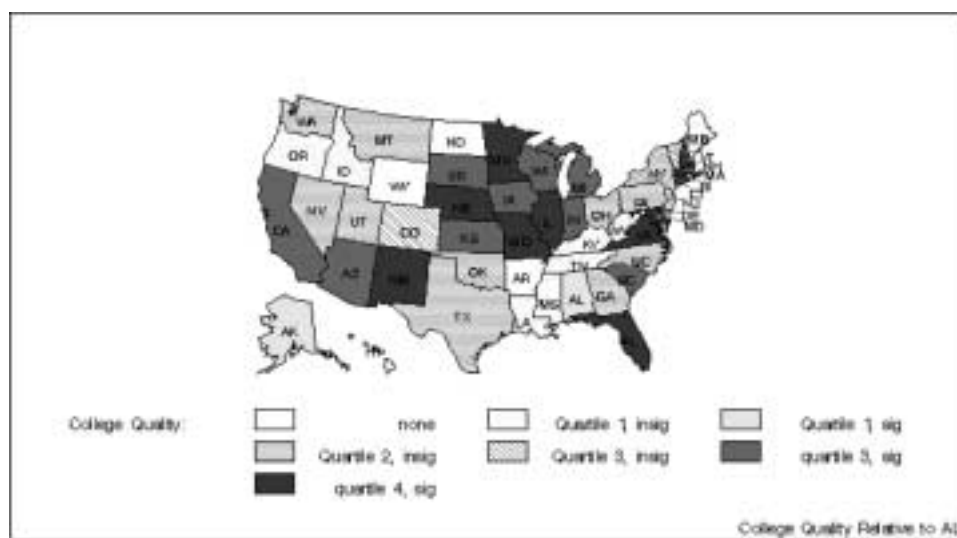 WA
MT
ND
OR
ID
WY
SD
WI
NE
IA
NV
UT
CO
CA
KS
MO
IL
IN
OH
PA
NY
MA
MD
KY
TN
NC
SC
AZ
OK
AR
TX
LA
MS
AL
GA
AK
College Quality:
none
Quartile 1, insig
Quartile 1, sig
Quartile 2, insig
Quartile 3, insig
quartile 3, sig
quartile 4, sig
College Quality Relative to AL